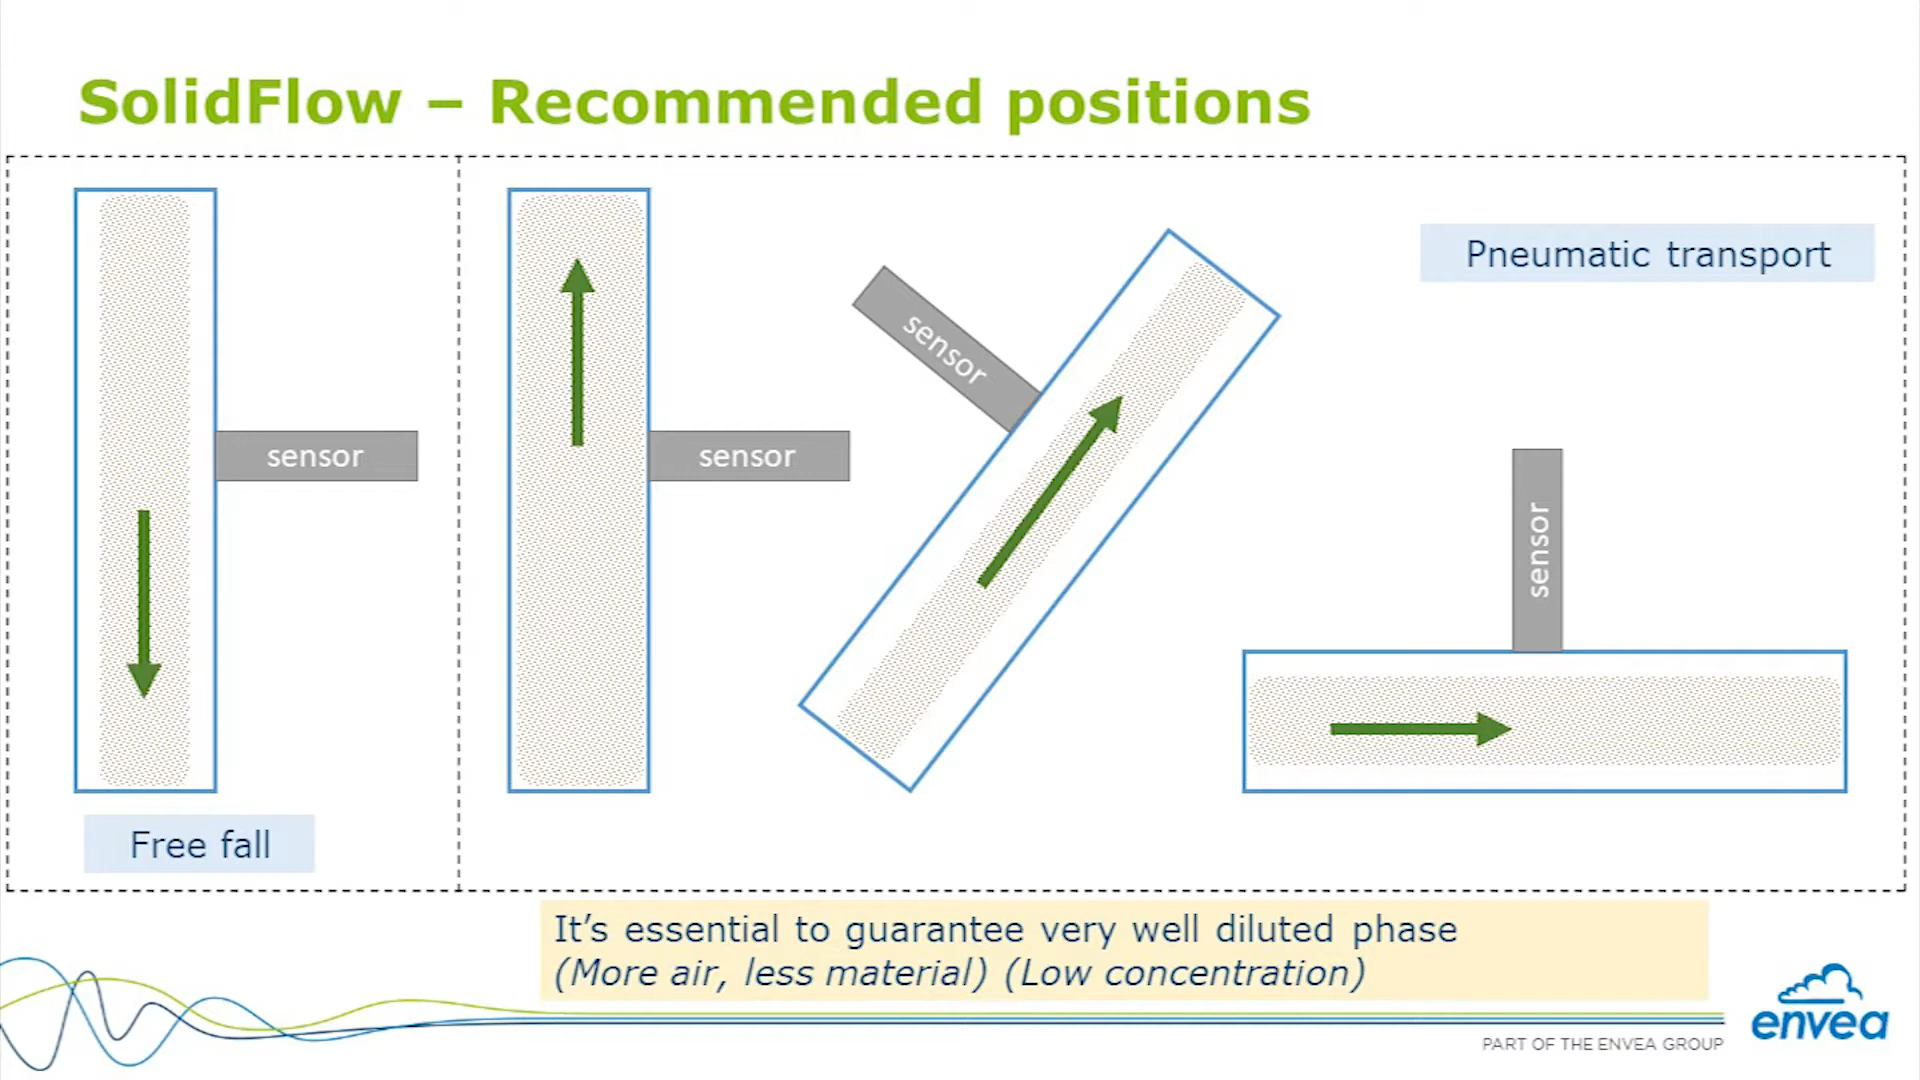 SolidFlow – Recommended positions
Pneumatic transport
sensor
sensor
sensor
sensor
Free fall
It's essential to guarantee very well diluted phase
(More air, less material) (Low concentration)
envea
PART OF THE ENVEA GROUP